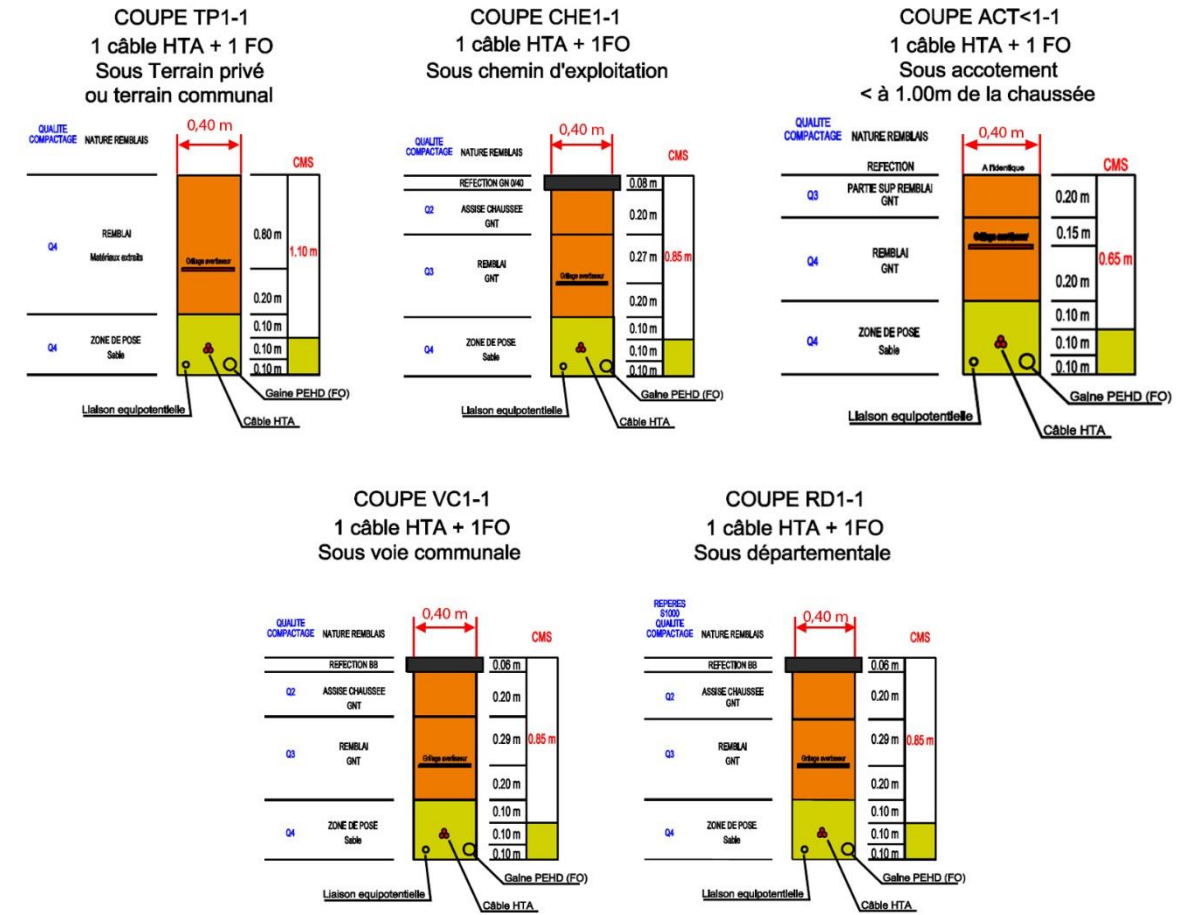 COUPE TP1-1
1 câble HTA + 1 FO
Sous Terrain privé
ou terrain communal
QUALITE
COMPACTAGE NATURE REMBLAIS
0,40 m
CMS
Q4
REMBLAI
Matériaux extraits
Grillage avertisseur
0.80 m
1.10 m
0.20 m
Q4
ZONE DE POSE
Sable
0.10 m
0.10 m
0.10 m
Gaine PEHD (FO)
Liaison equipotentielle
Câble HTA
COUPE CHE1-1
1 câble HTA + 1FO
Sous chemin d'exploitation
QUALITE
COMPACTAGE NATURE REMBLAIS
0,40 m
CMS
REFECTION GN 0/40
0.08 m
Q2
ASSISE CHAUSSEE
GNT
0.20 m
Q3
REMBLAI
GNT
Grillage avertisseur
0.27 m
0.85 m
0.20 m
Q4
ZONE DE POSE
Sable
0.10 m
0.10 m
0.10 m
Gaine PEHD (FO)
Liaison equipotentielle
Câble HTA
COUPE ACT<1-1
1 câble HTA + 1 FO
Sous accotement
< à 1.00m de la chaussée
QUALITE
COMPACTAGE NATURE REMBLAIS
0,40 m
CMS
REFECTION
A l'identique
Q3
PARTIE SUP REMBLAI
GNT
0.20 m
Grillage avertisseur
0.15 m
Q4
REMBLAI
GNT
0.65 m
0.20 m
Q4
ZONE DE POSE
Sable
0.10 m
0.10 m
0.10 m
Gaine PEHD (FO)
Liaison equipotentielle
Câble HTA
COUPE VC1-1
1 câble HTA + 1FO
Sous voie communale
QUALITE
COMPACTAGE NATURE REMBLAIS
0,40 m
CMS
REFECTION BB
0.06 m
Q2
ASSISE CHAUSSEE
GNT
0.20 m
Q3
REMBLAI
GNT
Grillage avertisseur
0.29 m
0.85 m
0.20 m
Q4
ZONE DE POSE
Sable
0.10 m
0.10 m
0.10 m
Gaine PEHD (FO)
Liaison equipotentielle
Câble HTA
COUPE RD1-1
1 câble HTA + 1FO
Sous départementale
REPERES
S1000
QUALITE
COMPACTAGE NATURE REMBLAIS
0,40 m
CMS
REFECTION BB
0.06 m
Q2
ASSISE CHAUSSEE
GNT
0.20 m
Q3
REMBLAI
GNT
Grillage avertisseur
0.29 m
0.85 m
0.20 m
Q4
ZONE DE POSE
Sable
0.10 m
0.10 m
0.10 m
Gaine PEHD (FO)
Liaison equipotentielle
Câble HTA